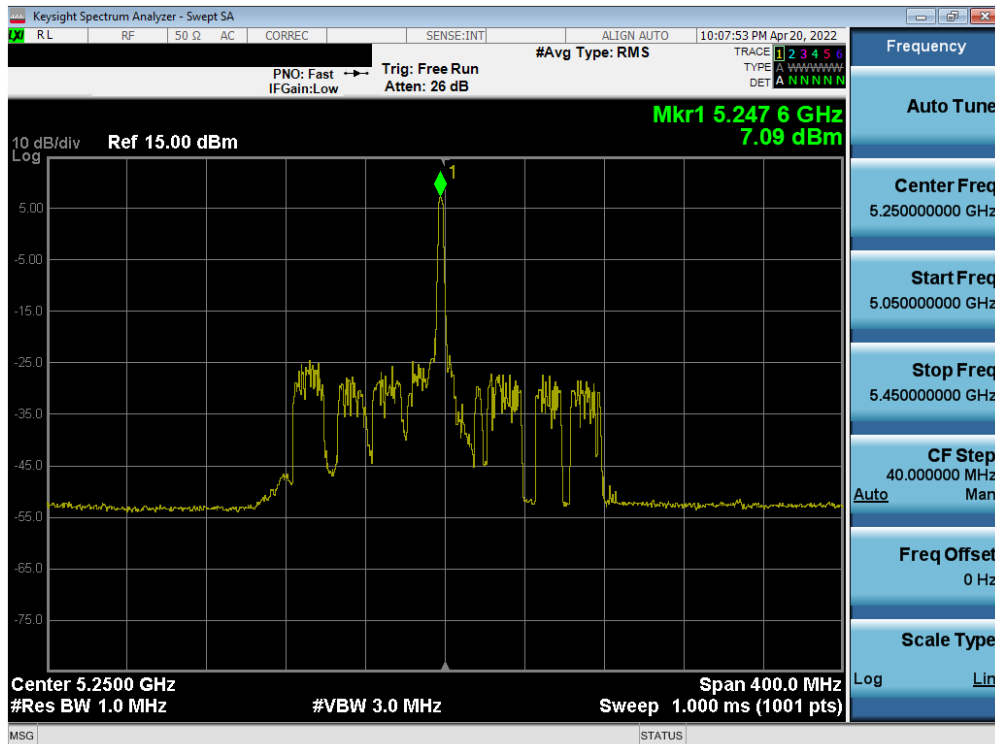 Keysight Spectrum Analyzer - Swept SA
LXI RL RF 50 Ω AC CORREC SENSE:INT ALIGN AUTO 10:07:53 PM Apr 20, 2022
#Avg Type: RMS TRACE 1 2 3 4 5 6
PNO: Fast Trig: Free Run TYPE A WWWWW
IFGain:Low Atten: 26 dB DET A N N N N N
Mkr1 5.247 6 GHz
7.09 dBm
10 dB/div Ref 15.00 dBm
Log
1
5.00
-5.00
-15.0
-25.0
-35.0
-45.0
-55.0
-65.0
-75.0
Center 5.2500 GHz Span 400.0 MHz
#Res BW 1.0 MHz #VBW 3.0 MHz Sweep 1.000 ms (1001 pts)
MSG STATUS
Frequency
Auto Tune
Center Freq
5.250000000 GHz
Start Freq
5.050000000 GHz
Stop Freq
5.450000000 GHz
CF Step
40.000000 MHz
Auto Man
Freq Offset
0 Hz
Scale Type
Log Lin